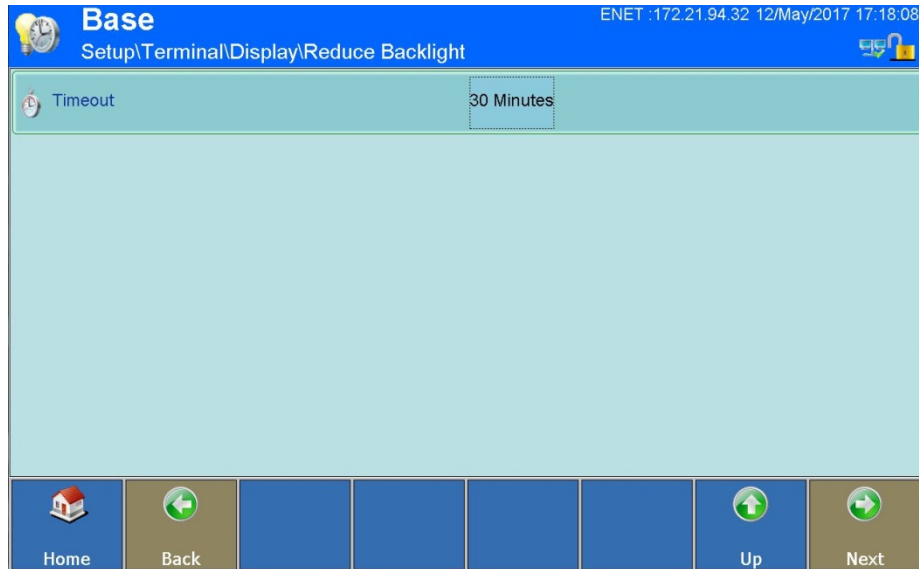 Base
ENET :172.21.94.32 12/May/2017 17:18:08
Setup\Terminal\Display\Reduce Backlight
Timeout 30 Minutes
Home Back Up Next